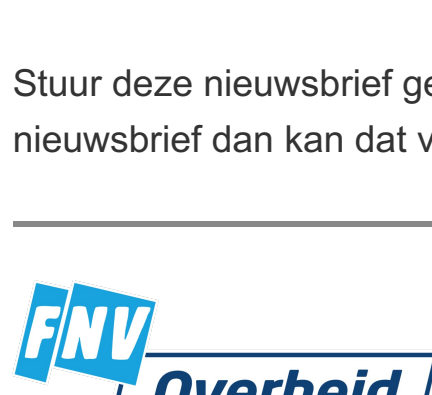 Stuur deze nieuwsbrief ge
nieuwsbrief dan kan dat v
FNV
Overheid